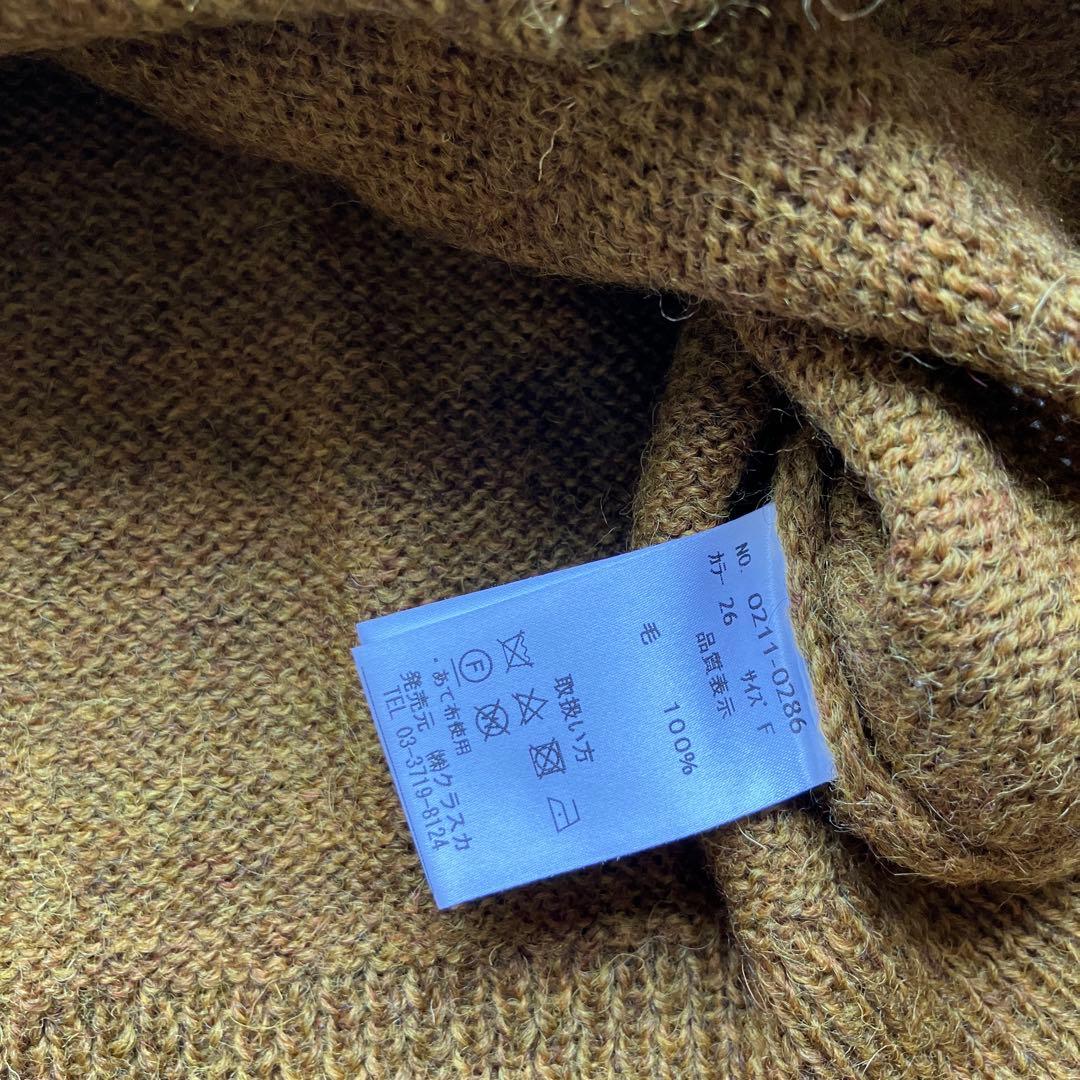 NO. 0211-0286
カラー 26 サイズ F
品質表示
毛 100%
取扱い方
F
・あて布使用
発売元 ㈱クラスカ
TEL 03-3719-8124